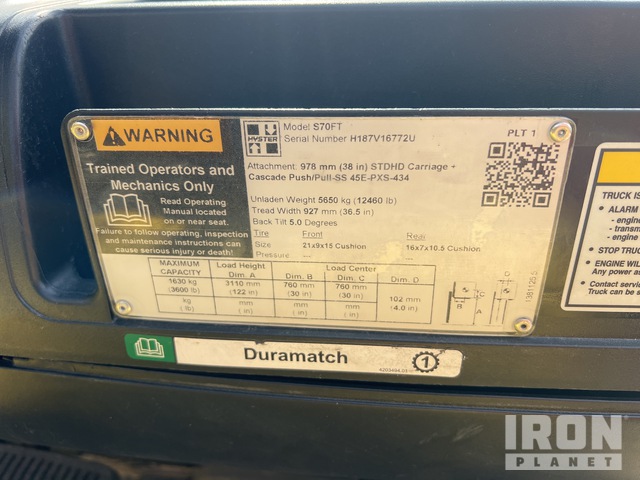 WARNING
Trained Operators and
Mechanics Only
Read Operating
Manual located
on or near seat.
Failure to follow operating, inspection
and maintenance instructions can
cause serious injury or death!
HYSTER
Model S70FT
Serial Number H187V16772U
PLT 1
Attachment: 978 mm (38 in) STDHD Carriage +
Cascade Push/Pull-SS 45E-PXS-434
Unladen Weight 5650 kg (12460 lb)
Tread Width 927 mm (36.5 in)
Back Tilt 5.0 Degrees
Tire Front Rear
Size 21x9x15 Cushion 16x7x10.5 Cushion
Pressure --- ---
MAXIMUM CAPACITY Load Height Dim. A Load Center Dim. B Dim. C Dim. D
1630 kg 3110 mm 760 mm 760 mm 102 mm
(3600 lb) (122 in) (30 in) (30 in) (4.0 in)
kg mm mm mm mm
(lb) (in) (in) (in) (in)
D
C
B
A
Duramatch
1
TRUCK IS
• ALARM
- engine
- transm
- engine
• STOP TRUC
• ENGINE WILL
Any power a
• Contact servic
Truck can be s
IRON
PLANET